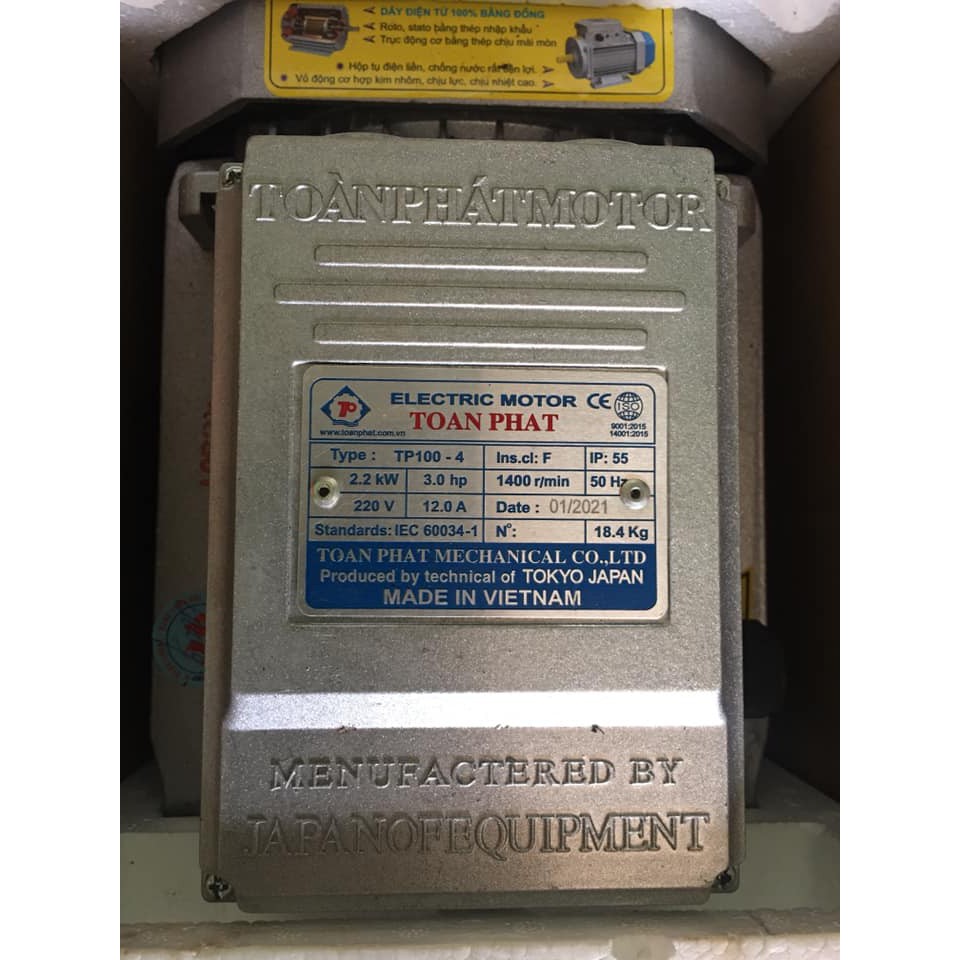 DÂY ĐIỆN TỪ 100% BẰNG ĐỒNG
Roto, stato bằng thép nhập khẩu
Trục động cơ bằng thép chịu mài mòn
Hộp tụ điện liền, chống nước rất tiện lợi.
Vỏ động cơ hợp kim nhôm, chịu lực, chịu nhiệt cao.
TOÀNPHÁTMOTOR
TP
www.toanphat.com.vn
ELECTRIC MOTOR CE
TOAN PHAT
ISO
9001:2015
14001:2015
Type : TP100 - 4 Ins.cl: F IP: 55
2.2 kW 3.0 hp 1400 r/min 50 Hz
220 V 12.0 A Date : 01/2021
Standards: IEC 60034-1 Nº: 18.4 Kg
TOAN PHAT MECHANICAL CO.,LTD
Produced by technical of TOKYO JAPAN
MADE IN VIETNAM
MENUFACTERED BY
JAPANOFEQUIPMENT